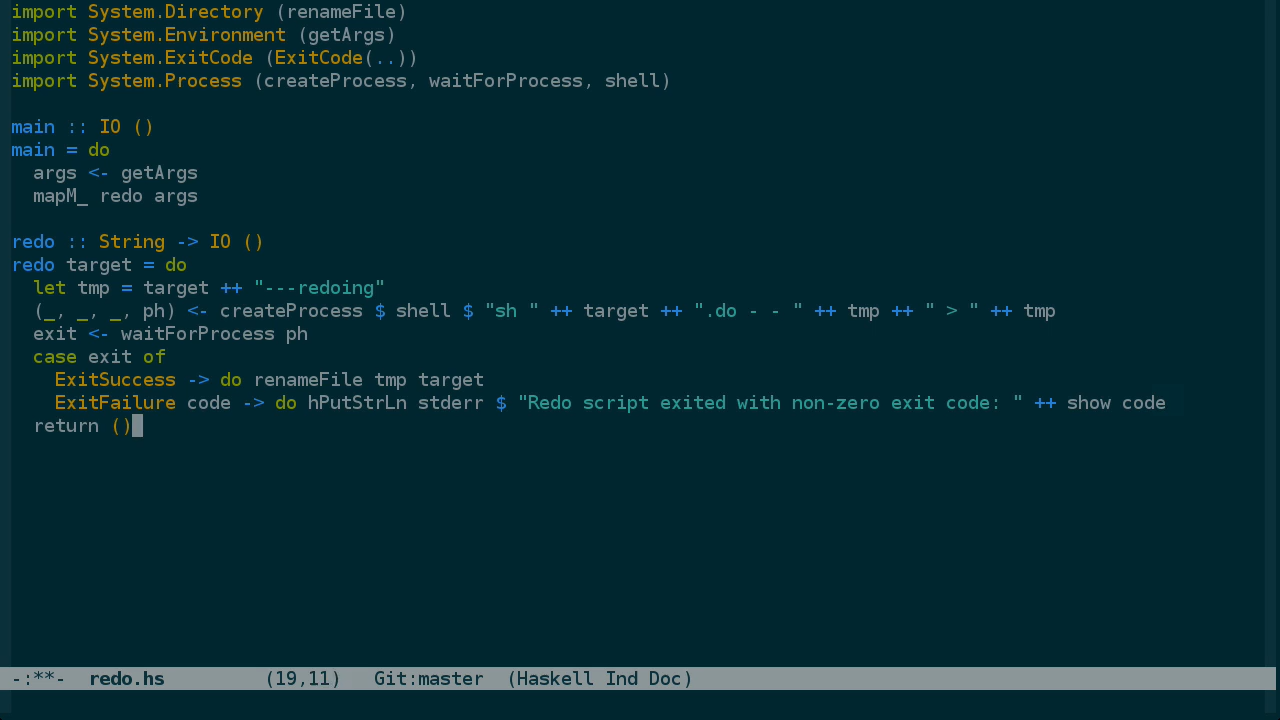 import System.Directory (renameFile)
import System.Environment (getArgs)
import System.ExitCode (ExitCode(..))
import System.Process (createProcess, waitForProcess, shell)

main :: IO ()
main = do
  args <- getArgs
  mapM_ redo args

redo :: String -> IO ()
redo target = do
  let tmp = target ++ "---redoing"
  (_, _, _, ph) <- createProcess $ shell $ "sh " ++ target ++ ".do - - " ++ tmp ++ " > " ++ tmp
  exit <- waitForProcess ph
  case exit of
    ExitSuccess -> do renameFile tmp target
    ExitFailure code -> do hPutStrLn stderr $ "Redo script exited with non-zero exit code: " ++ show code
  return ()
-:**-  redo.hs         (19,11)   Git:master  (Haskell Ind Doc)